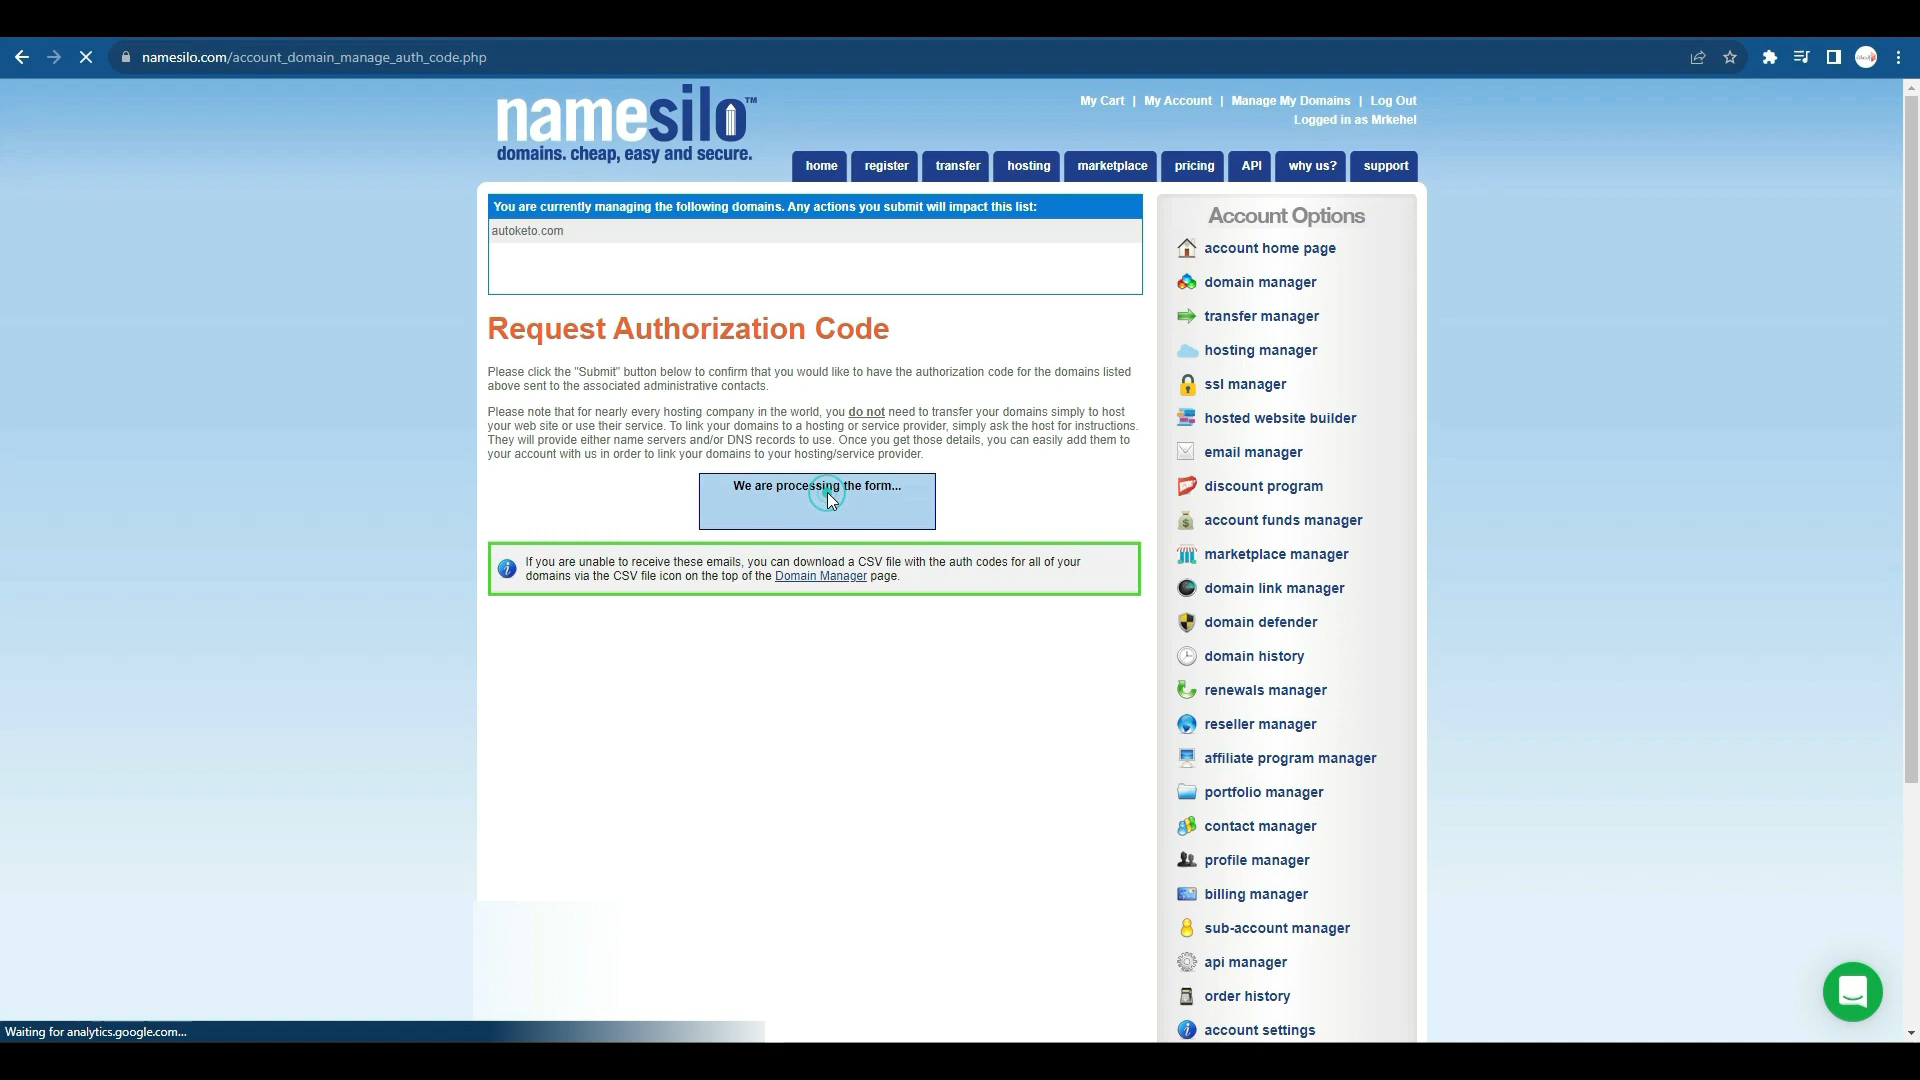 namesilo.com/account_domain_manage_auth_code.php
namesilo™
domains. cheap, easy and secure.
My Cart | My Account | Manage My Domains | Log Out
Logged in as Mrkehel
home register transfer hosting marketplace pricing API why us? support
You are currently managing the following domains. Any actions you submit will impact this list:
autoketo.com
Request Authorization Code
Please click the "Submit" button below to confirm that you would like to have the authorization code for the domains listed
above sent to the associated administrative contacts.
Please note that for nearly every hosting company in the world, you do not need to transfer your domains simply to host
your web site or use their service. To link your domains to a hosting or service provider, simply ask the host for instructions.
They will provide either name servers and/or DNS records to use. Once you get those details, you can easily add them to
your account with us in order to link your domains to your hosting/service provider.
We are processing the form...
If you are unable to receive these emails, you can download a CSV file with the auth codes for all of your
domains via the CSV file icon on the top of the Domain Manager page.
Account Options
account home page
domain manager
transfer manager
hosting manager
ssl manager
hosted website builder
email manager
discount program
account funds manager
marketplace manager
domain link manager
domain defender
domain history
renewals manager
reseller manager
affiliate program manager
portfolio manager
contact manager
profile manager
billing manager
sub-account manager
api manager
order history
account settings
Waiting for analytics.google.com...